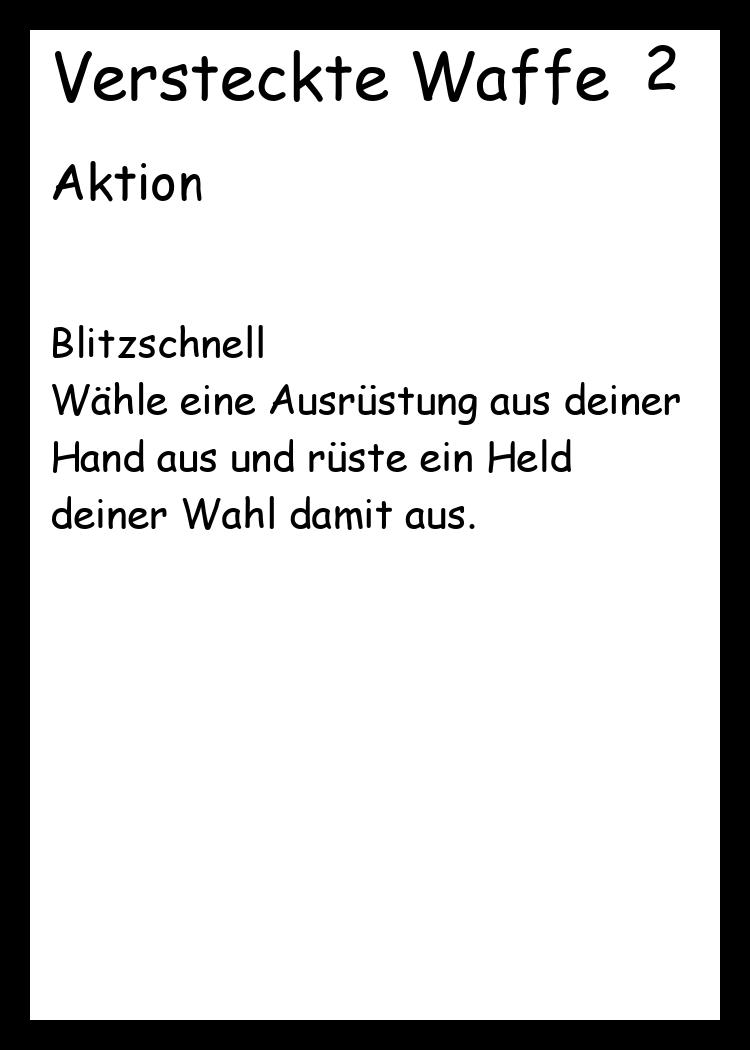 Versteckte Waffe 2
Aktion
Blitzschnell
Wähle eine Ausrüstung aus deiner
Hand aus und rüste ein Held
deiner Wahl damit aus.